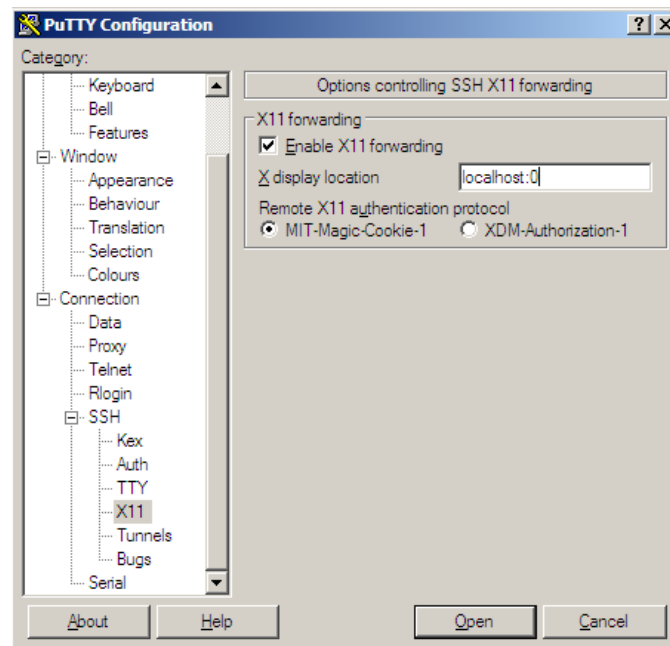 PuTTY Configuration
Category:
Keyboard
Bell
Features
Window
Appearance
Behaviour
Translation
Selection
Colours
Connection
Data
Proxy
Telnet
Rlogin
SSH
Kex
Auth
TTY
X11
Tunnels
Bugs
Serial
Options controlling SSH X11 forwarding
X11 forwarding
Enable X11 forwarding
X display location localhost:0
Remote X11 authentication protocol
MIT-Magic-Cookie-1 XDM-Authorization-1
About Help Open Cancel